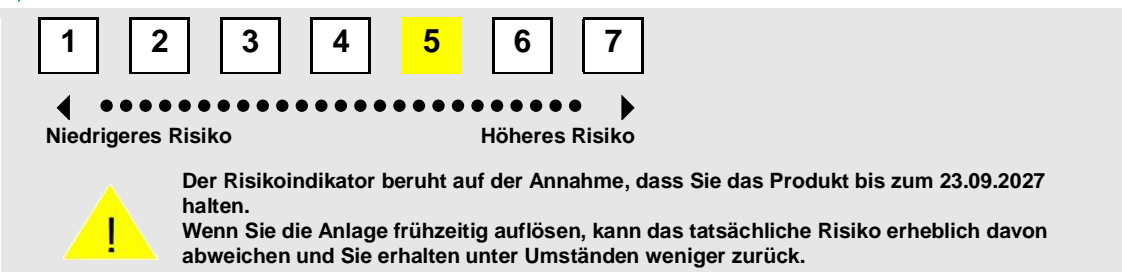 1 2 3 4 5 6 7
Niedrigeres Risiko Höheres Risiko
Der Risikoindikator beruht auf der Annahme, dass Sie das Produkt bis zum 23.09.2027
halten.
Wenn Sie die Anlage frühzeitig auflösen, kann das tatsächliche Risiko erheblich davon
abweichen und Sie erhalten unter Umständen weniger zurück.
!